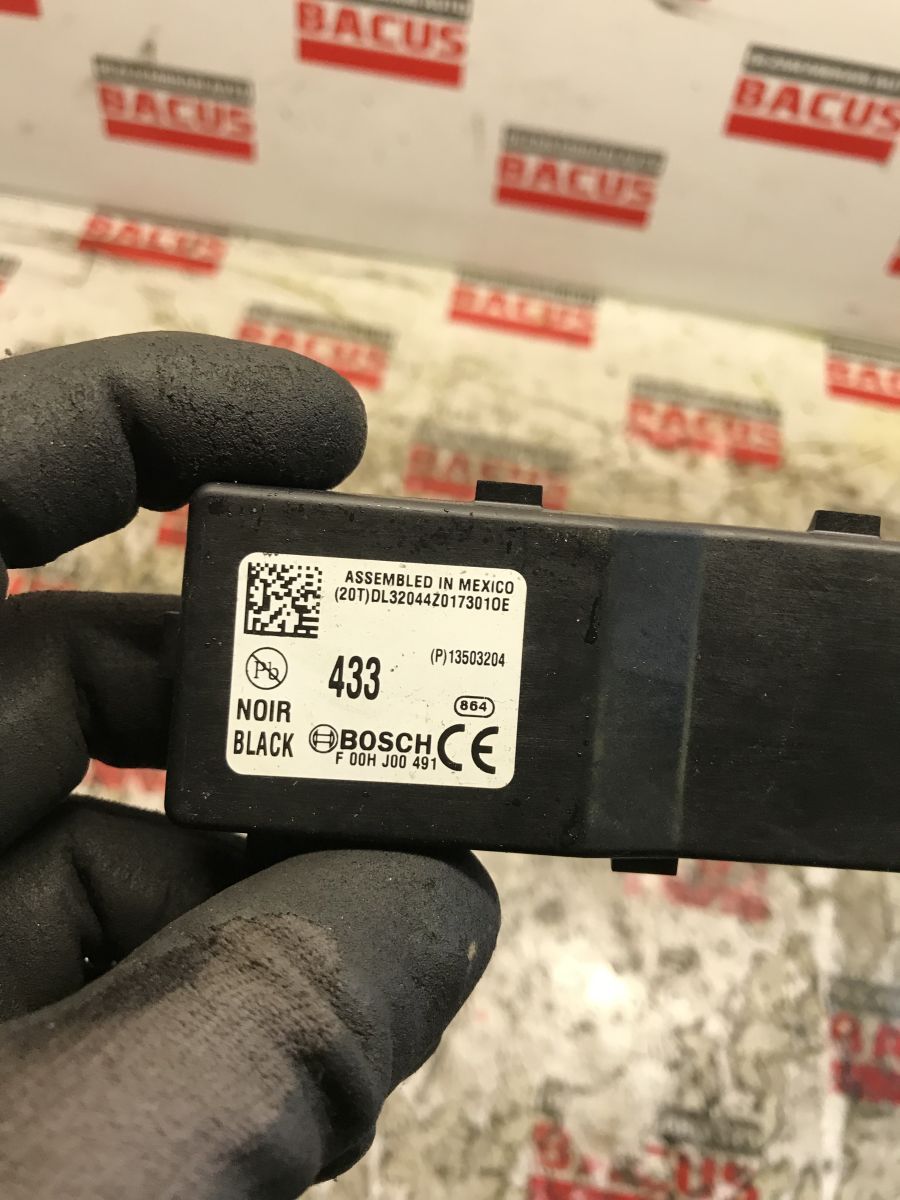 BACUS
BACUS
BACUS
BACUS
BACUS
BACUS
BACUS
BACUS
ASSEMBLED IN MEXICO
(20T)DL32044Z0173010E
(P)13503204
Pb
433
864
NOIR
BLACK
BOSCH
CE
F 00H J00 491
BACUS